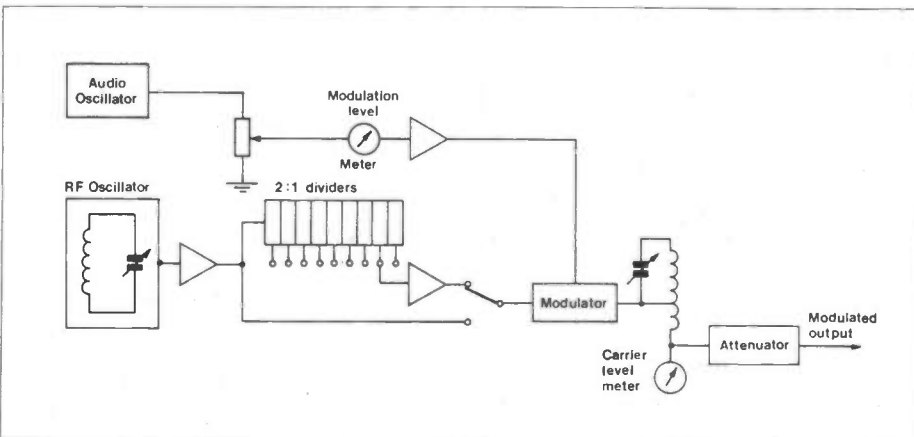 Audio
Oscillator
Modulation
level
Meter
RF Oscillator
2:1 dividers
Modulator
Modulated
output
Attenuator
Carrier
level
meter